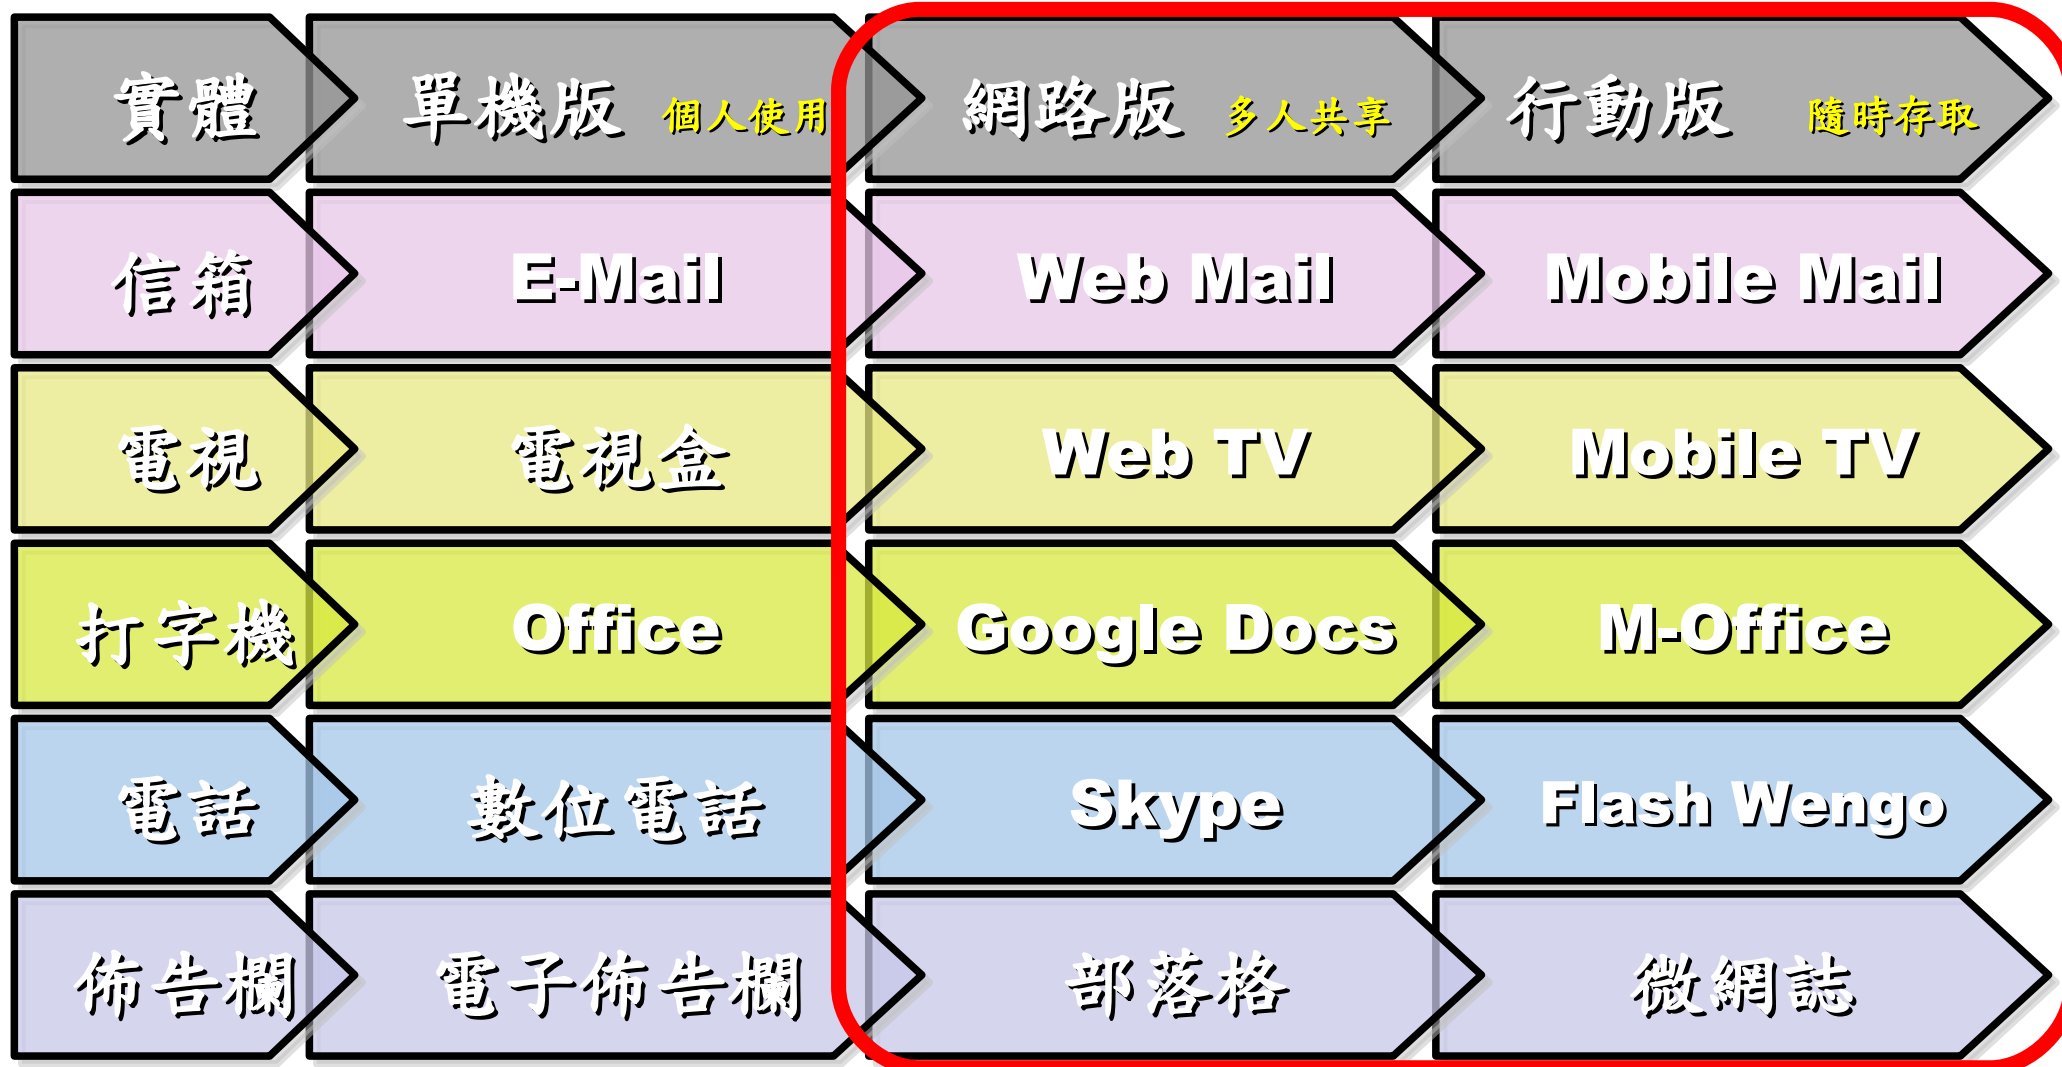 實體 單機版 個人使用 網路版 多人共享 行動版 隨時存取
信箱 E-Mail Web Mail Mobile Mail
電視 電視盒 Web TV Mobile TV
打字機 Office Google Docs M-Office
電話 數位電話 Skype Flash Wengo
佈告欄 電子佈告欄 部落格 微網誌